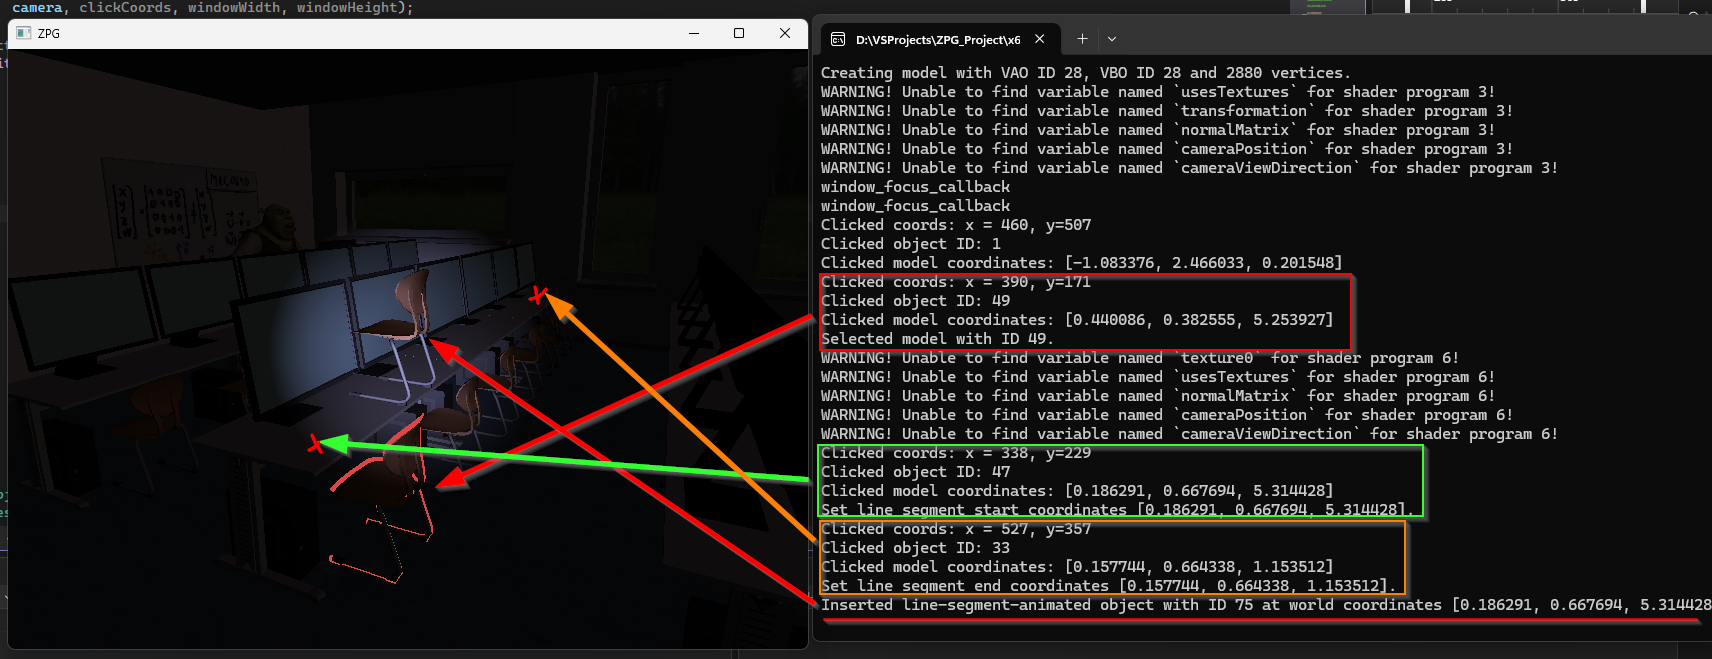 camera, clickCoords, windowWidth, windowHeight);
ZPG
D:\VSProjects\ZPG_Project\x6
Creating model with VAO ID 28, VBO ID 28 and 2880 vertices.
WARNING! Unable to find variable named `usesTextures` for shader program 3!
WARNING! Unable to find variable named `transformation` for shader program 3!
WARNING! Unable to find variable named `normalMatrix` for shader program 3!
WARNING! Unable to find variable named `cameraPosition` for shader program 3!
WARNING! Unable to find variable named `cameraViewDirection` for shader program 3!
window_focus_callback
window_focus_callback
Clicked coords: x = 460, y=507
Clicked object ID: 1
Clicked model coordinates: [-1.083376, 2.466033, 0.201548]
Clicked coords: x = 390, y=171
Clicked object ID: 49
Clicked model coordinates: [0.440086, 0.382555, 5.253927]
Selected model with ID 49.
WARNING! Unable to find variable named `texture0` for shader program 6!
WARNING! Unable to find variable named `usesTextures` for shader program 6!
WARNING! Unable to find variable named `normalMatrix` for shader program 6!
WARNING! Unable to find variable named `cameraPosition` for shader program 6!
WARNING! Unable to find variable named `cameraViewDirection` for shader program 6!
Clicked coords: x = 338, y=229
Clicked object ID: 47
Clicked model coordinates: [0.186291, 0.667694, 5.314428]
Set line segment start coordinates [0.186291, 0.667694, 5.314428].
Clicked coords: x = 527, y=357
Clicked object ID: 33
Clicked model coordinates: [0.157744, 0.664338, 1.153512]
Set line segment end coordinates [0.157744, 0.664338, 1.153512].
Inserted line-segment-animated object with ID 75 at world coordinates [0.186291, 0.667694, 5.314428